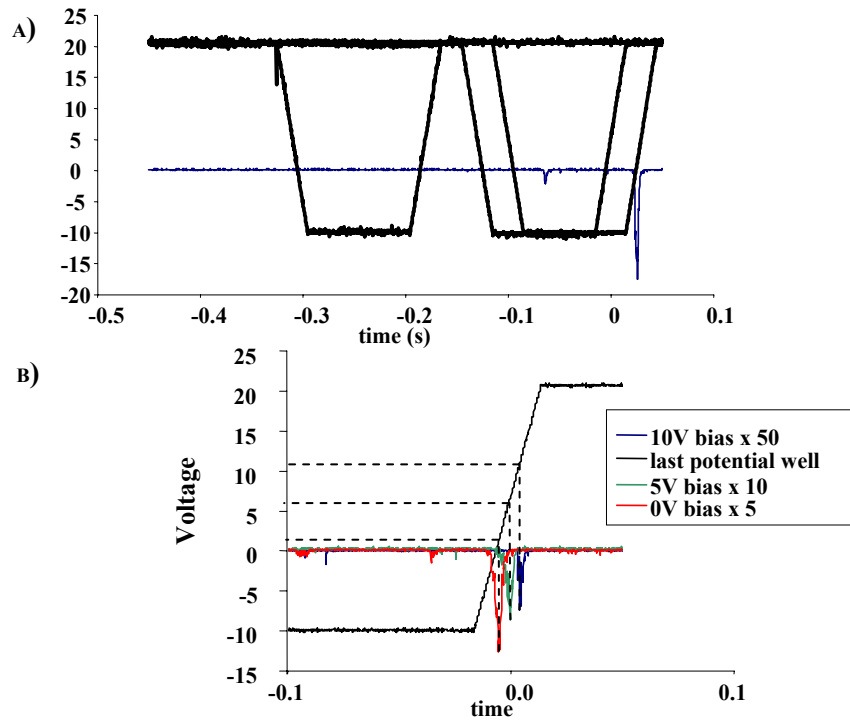 A)
25
20
15
10
5
0
-5
-10
-15
-20
-0.5 -0.4 -0.3 -0.2 -0.1 0 0.1
time (s)
B)
25
20
15
10
5
0
-5
-10
-15
Voltage
10V bias x 50
last potential well
5V bias x 10
0V bias x 5
-0.1 0.0 0.1
time